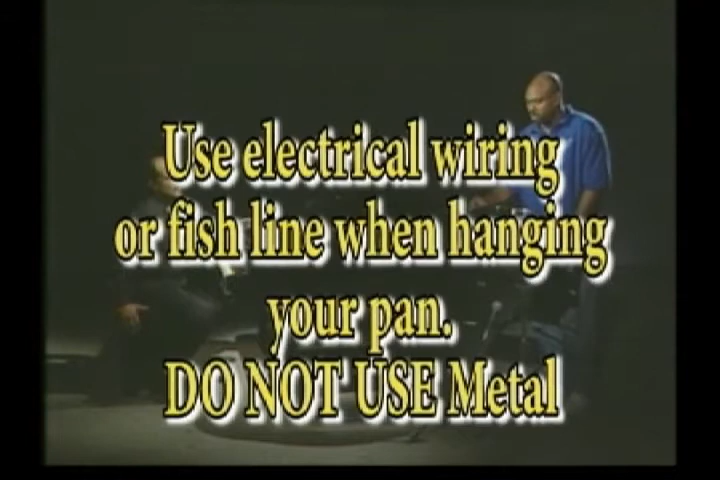 Use electrical wiring
or fish line when hanging
your pan.
DO NOT USE Metal